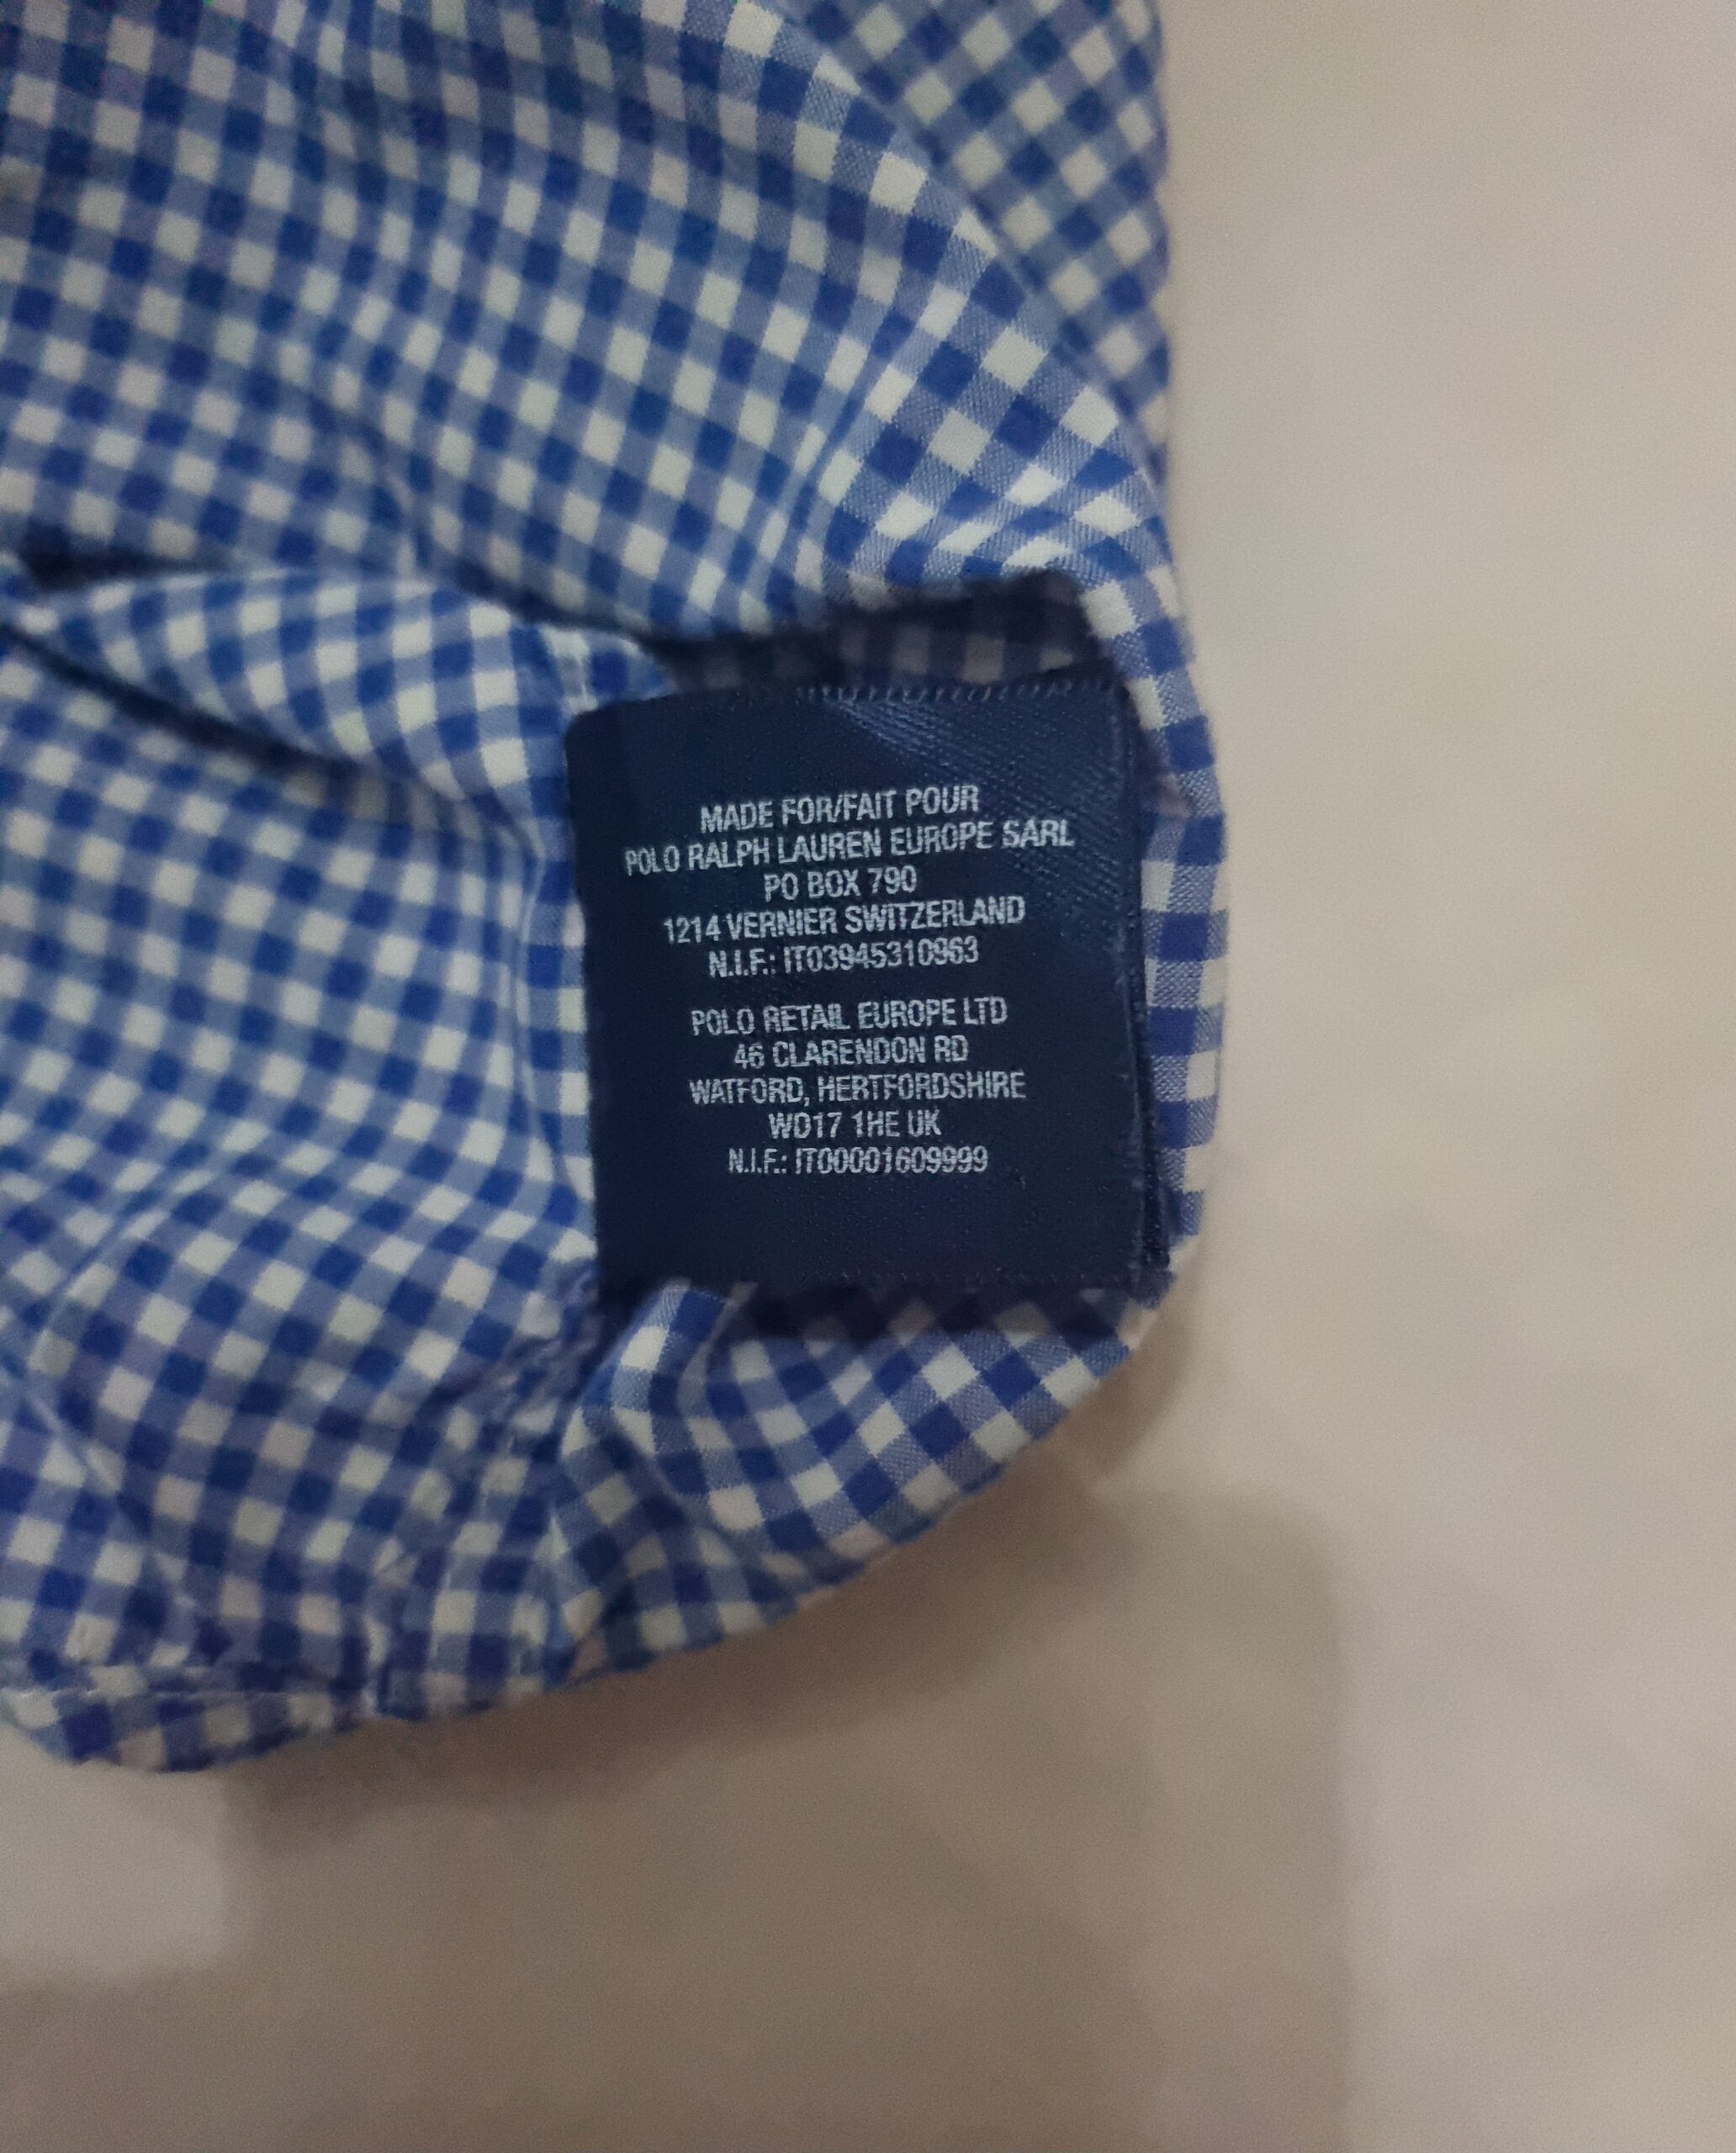 MADE FOR/FAIT POUR
POLO RALPH LAUREN EUROPE SARL
PO BOX 790
1214 VERNIER SWITZERLAND
N.I.F.: IT03945310963
POLO RETAIL EUROPE LTD
46 CLARENDON RD
WATFORD, HERTFORDSHIRE
WD17 1HE UK
N.I.F.: IT00001609999